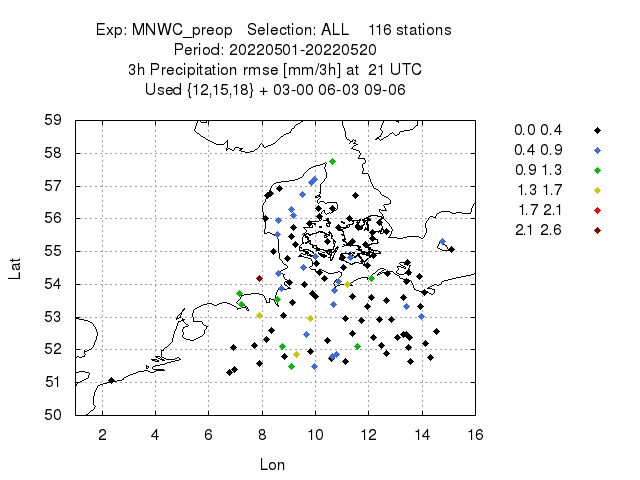 Exp: MNWC_preop   Selection: ALL    116 stations
Period: 20220501-20220520
3h Precipitation rmse [mm/3h] at  21 UTC
Used {12,15,18} + 03-00 06-03 09-06
59
58
57
56
55
54
53
52
51
50
Lat
2 4 6 8 10 12 14 16
Lon
0.0 0.4
0.4 0.9
0.9 1.3
1.3 1.7
1.7 2.1
2.1 2.6